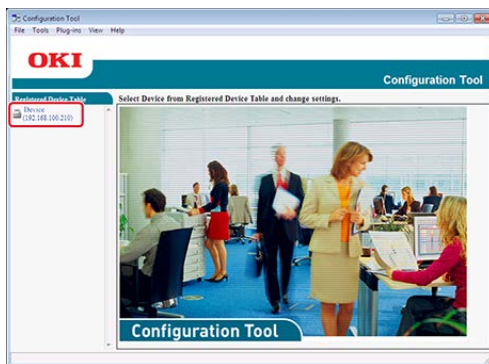 Configuration Tool
File Tools Plug-ins View Help
OKI
Configuration Tool
Registered Device Table
Select Device from Registered Device Table and change settings.
Device
(192.168.100.210)
Configuration Tool